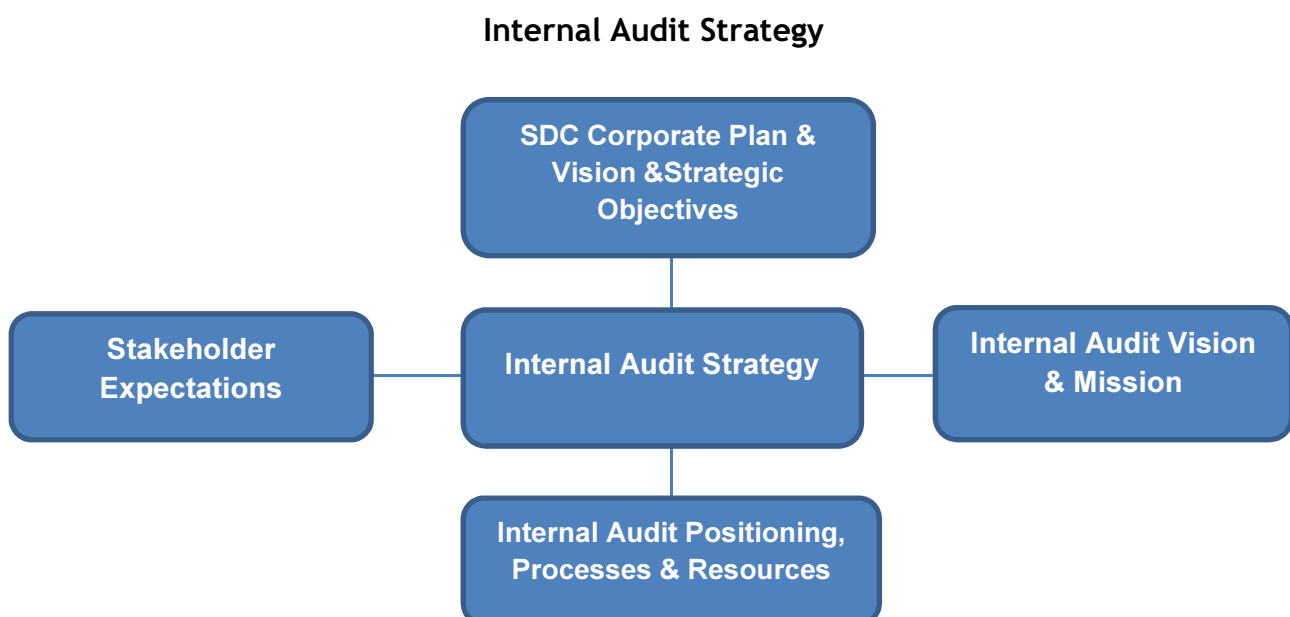 Internal Audit Strategy
SDC Corporate Plan &
Vision &Strategic
Objectives
Stakeholder
Expectations
Internal Audit Strategy
Internal Audit Vision
& Mission
Internal Audit Positioning,
Processes & Resources